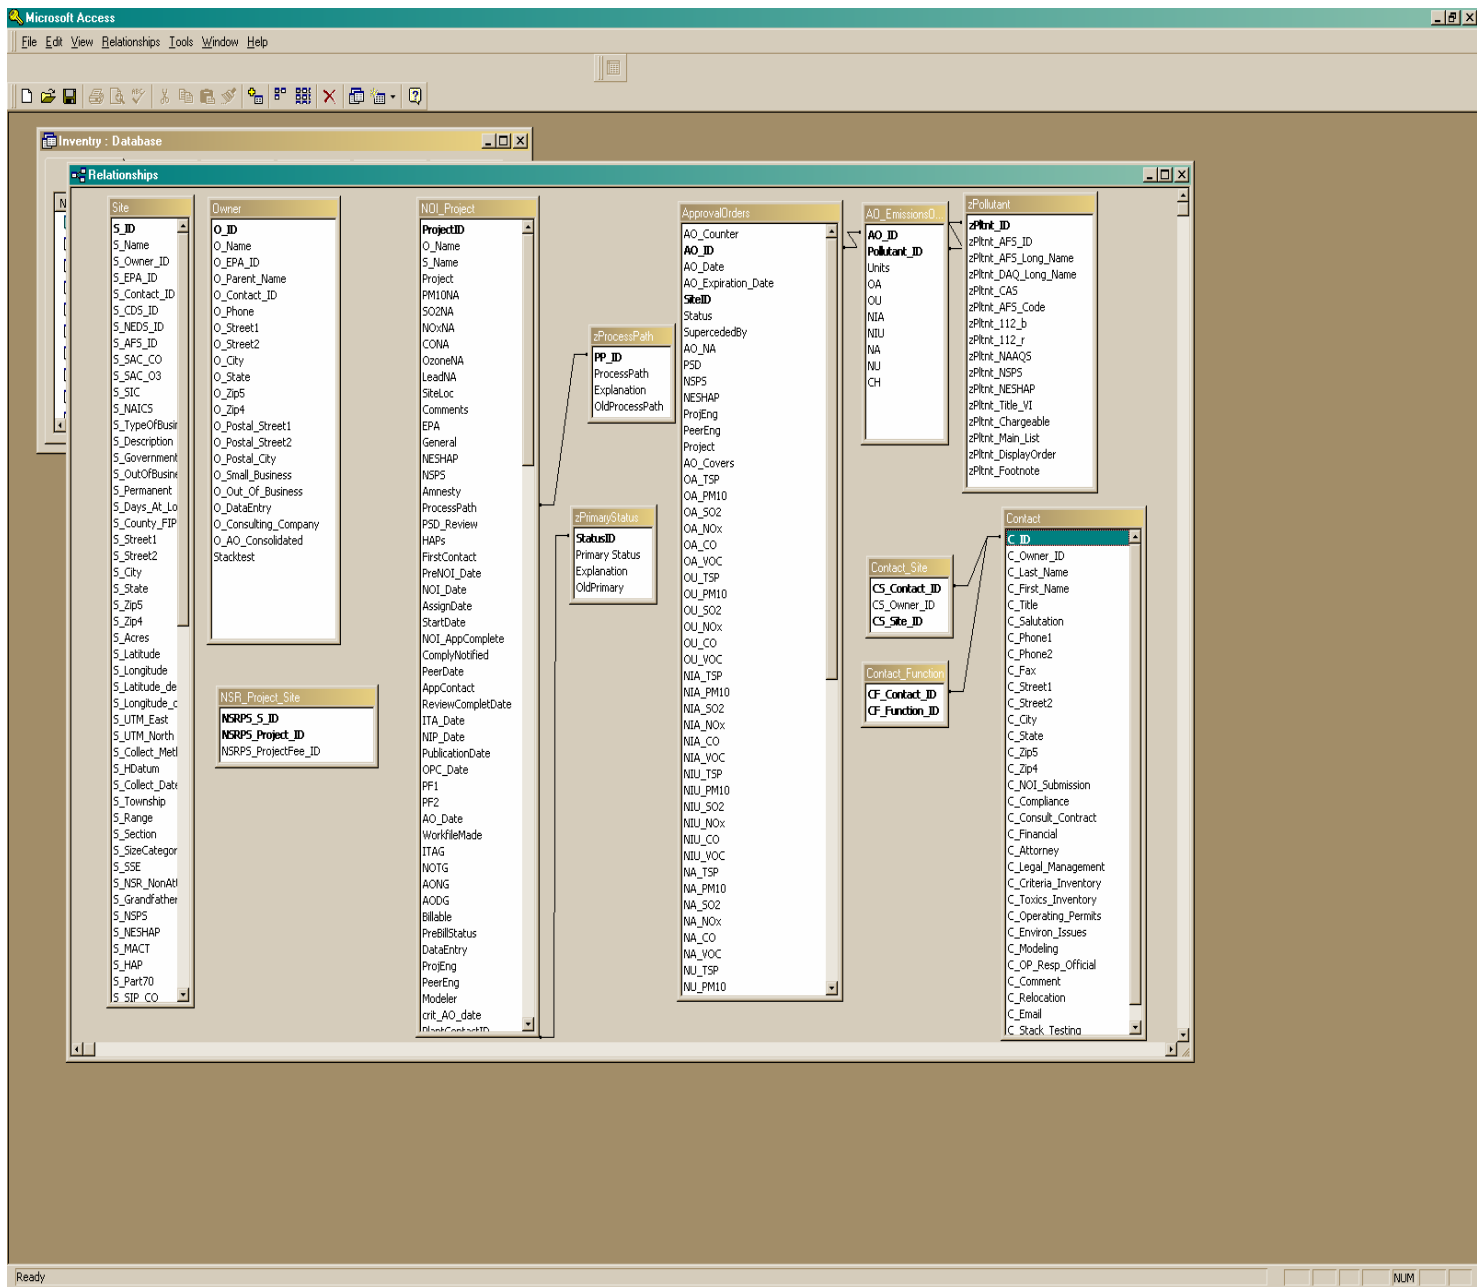 Microsoft Access
File Edit View Relationships Tools Window Help
Inventry : Database
N
Relationships
Site
S_ID
S_Name
S_Owner_ID
S_EPA_ID
S_Contact_ID
S_CDS_ID
S_NEDS_ID
S_AFS_ID
S_SAC_CO
S_SAC_O3
S_SIC
S_NAICS
S_TypeOfBusir
S_Description
S_Government
S_OutOfBusine
S_Permanent
S_Days_At_Lo
S_County_FIP
S_Street1
S_Street2
S_City
S_State
S_Zip5
S_Zip4
S_Acres
S_Latitude
S_Longitude
S_Latitude_de
S_Longitude_c
S_UTM_East
S_UTM_North
S_Collect_Metl
S_HDatum
S_Collect_Date
S_Township
S_Range
S_Section
S_SizeCategor
S_SSE
S_NSR_NonAtt
S_Grandfather
S_NSPS
S_NESHAP
S_MACT
S_HAP
S_Part70
S_SIP_CO
Owner
O_ID
O_Name
O_EPA_ID
O_Parent_Name
O_Contact_ID
O_Phone
O_Street1
O_Street2
O_City
O_State
O_Zip5
O_Zip4
O_Postal_Street1
O_Postal_Street2
O_Postal_City
O_Small_Business
O_Out_Of_Business
O_DataEntry
O_Consulting_Company
O_AO_Consolidated
Stacktest
NSR_Project_Site
NSRPS_S_ID
NSRPS_Project_ID
NSRPS_ProjectFee_ID
NOI_Project
ProjectID
O_Name
S_Name
Project
PM10NA
SO2NA
NOxNA
CONA
OzoneNA
LeadNA
SiteLoc
Comments
EPA
General
NESHAP
NSPS
Amnesty
ProcessPath
PSD_Review
HAPs
FirstContact
PreNOI_Date
NOI_Date
AssignDate
StartDate
NOI_AppComplete
ComplyNotified
PeerDate
AppContact
ReviewCompletDate
ITA_Date
NIP_Date
PublicationDate
OPC_Date
PF1
PF2
AO_Date
WorkfileMade
ITAG
NOTG
AONG
AODG
Billable
PreBillStatus
DataEntry
ProjEng
PeerEng
Modeler
crit_AO_date
PlantContactID
zProcessPath
PP_ID
ProcessPath
Explanation
OldProcessPath
zPrimaryStatus
StatusID
Primary Status
Explanation
OldPrimary
ApprovalOrders
AO_Counter
AO_ID
AO_Date
AO_Expiration_Date
SiteID
Status
SupercededBy
AO_NA
PSD
NSPS
NESHAP
ProjEng
PeerEng
Project
AO_Covers
OA_TSP
OA_PM10
OA_SO2
OA_NOx
OA_CO
OA_VOC
OU_TSP
OU_PM10
OU_SO2
OU_NOx
OU_CO
OU_VOC
NIA_TSP
NIA_PM10
NIA_SO2
NIA_NOx
NIA_CO
NIA_VOC
NIU_TSP
NIU_PM10
NIU_SO2
NIU_NOx
NIU_CO
NIU_VOC
NA_TSP
NA_PM10
NA_SO2
NA_NOx
NA_CO
NA_VOC
NU_TSP
NU_PM10
AO_EmissionsO...
AO_ID
Pollutant_ID
Units
OA
OU
NIA
NIU
NA
NU
CH
zPollutant
zPltnt_ID
zPltnt_AFS_ID
zPltnt_AFS_Long_Name
zPltnt_DAQ_Long_Name
zPltnt_CAS
zPltnt_AFS_Code
zPltnt_112_b
zPltnt_112_r
zPltnt_NAAQS
zPltnt_NSPS
zPltnt_NESHAP
zPltnt_Title_VI
zPltnt_Chargeable
zPltnt_Main_List
zPltnt_DisplayOrder
zPltnt_Footnote
Contact_Site
CS_Contact_ID
CS_Owner_ID
CS_Site_ID
Contact_Function
CF_Contact_ID
CF_Function_ID
Contact
C_ID
C_Owner_ID
C_Last_Name
C_First_Name
C_Title
C_Salutation
C_Phone1
C_Phone2
C_Fax
C_Street1
C_Street2
C_City
C_State
C_Zip5
C_Zip4
C_NOI_Submission
C_Compliance
C_Consult_Contract
C_Financial
C_Attorney
C_Legal_Management
C_Criteria_Inventory
C_Toxics_Inventory
C_Operating_Permits
C_Environ_Issues
C_Modeling
C_OP_Resp_Official
C_Comment
C_Relocation
C_Email
C_Stack_Testing
Ready
NUM